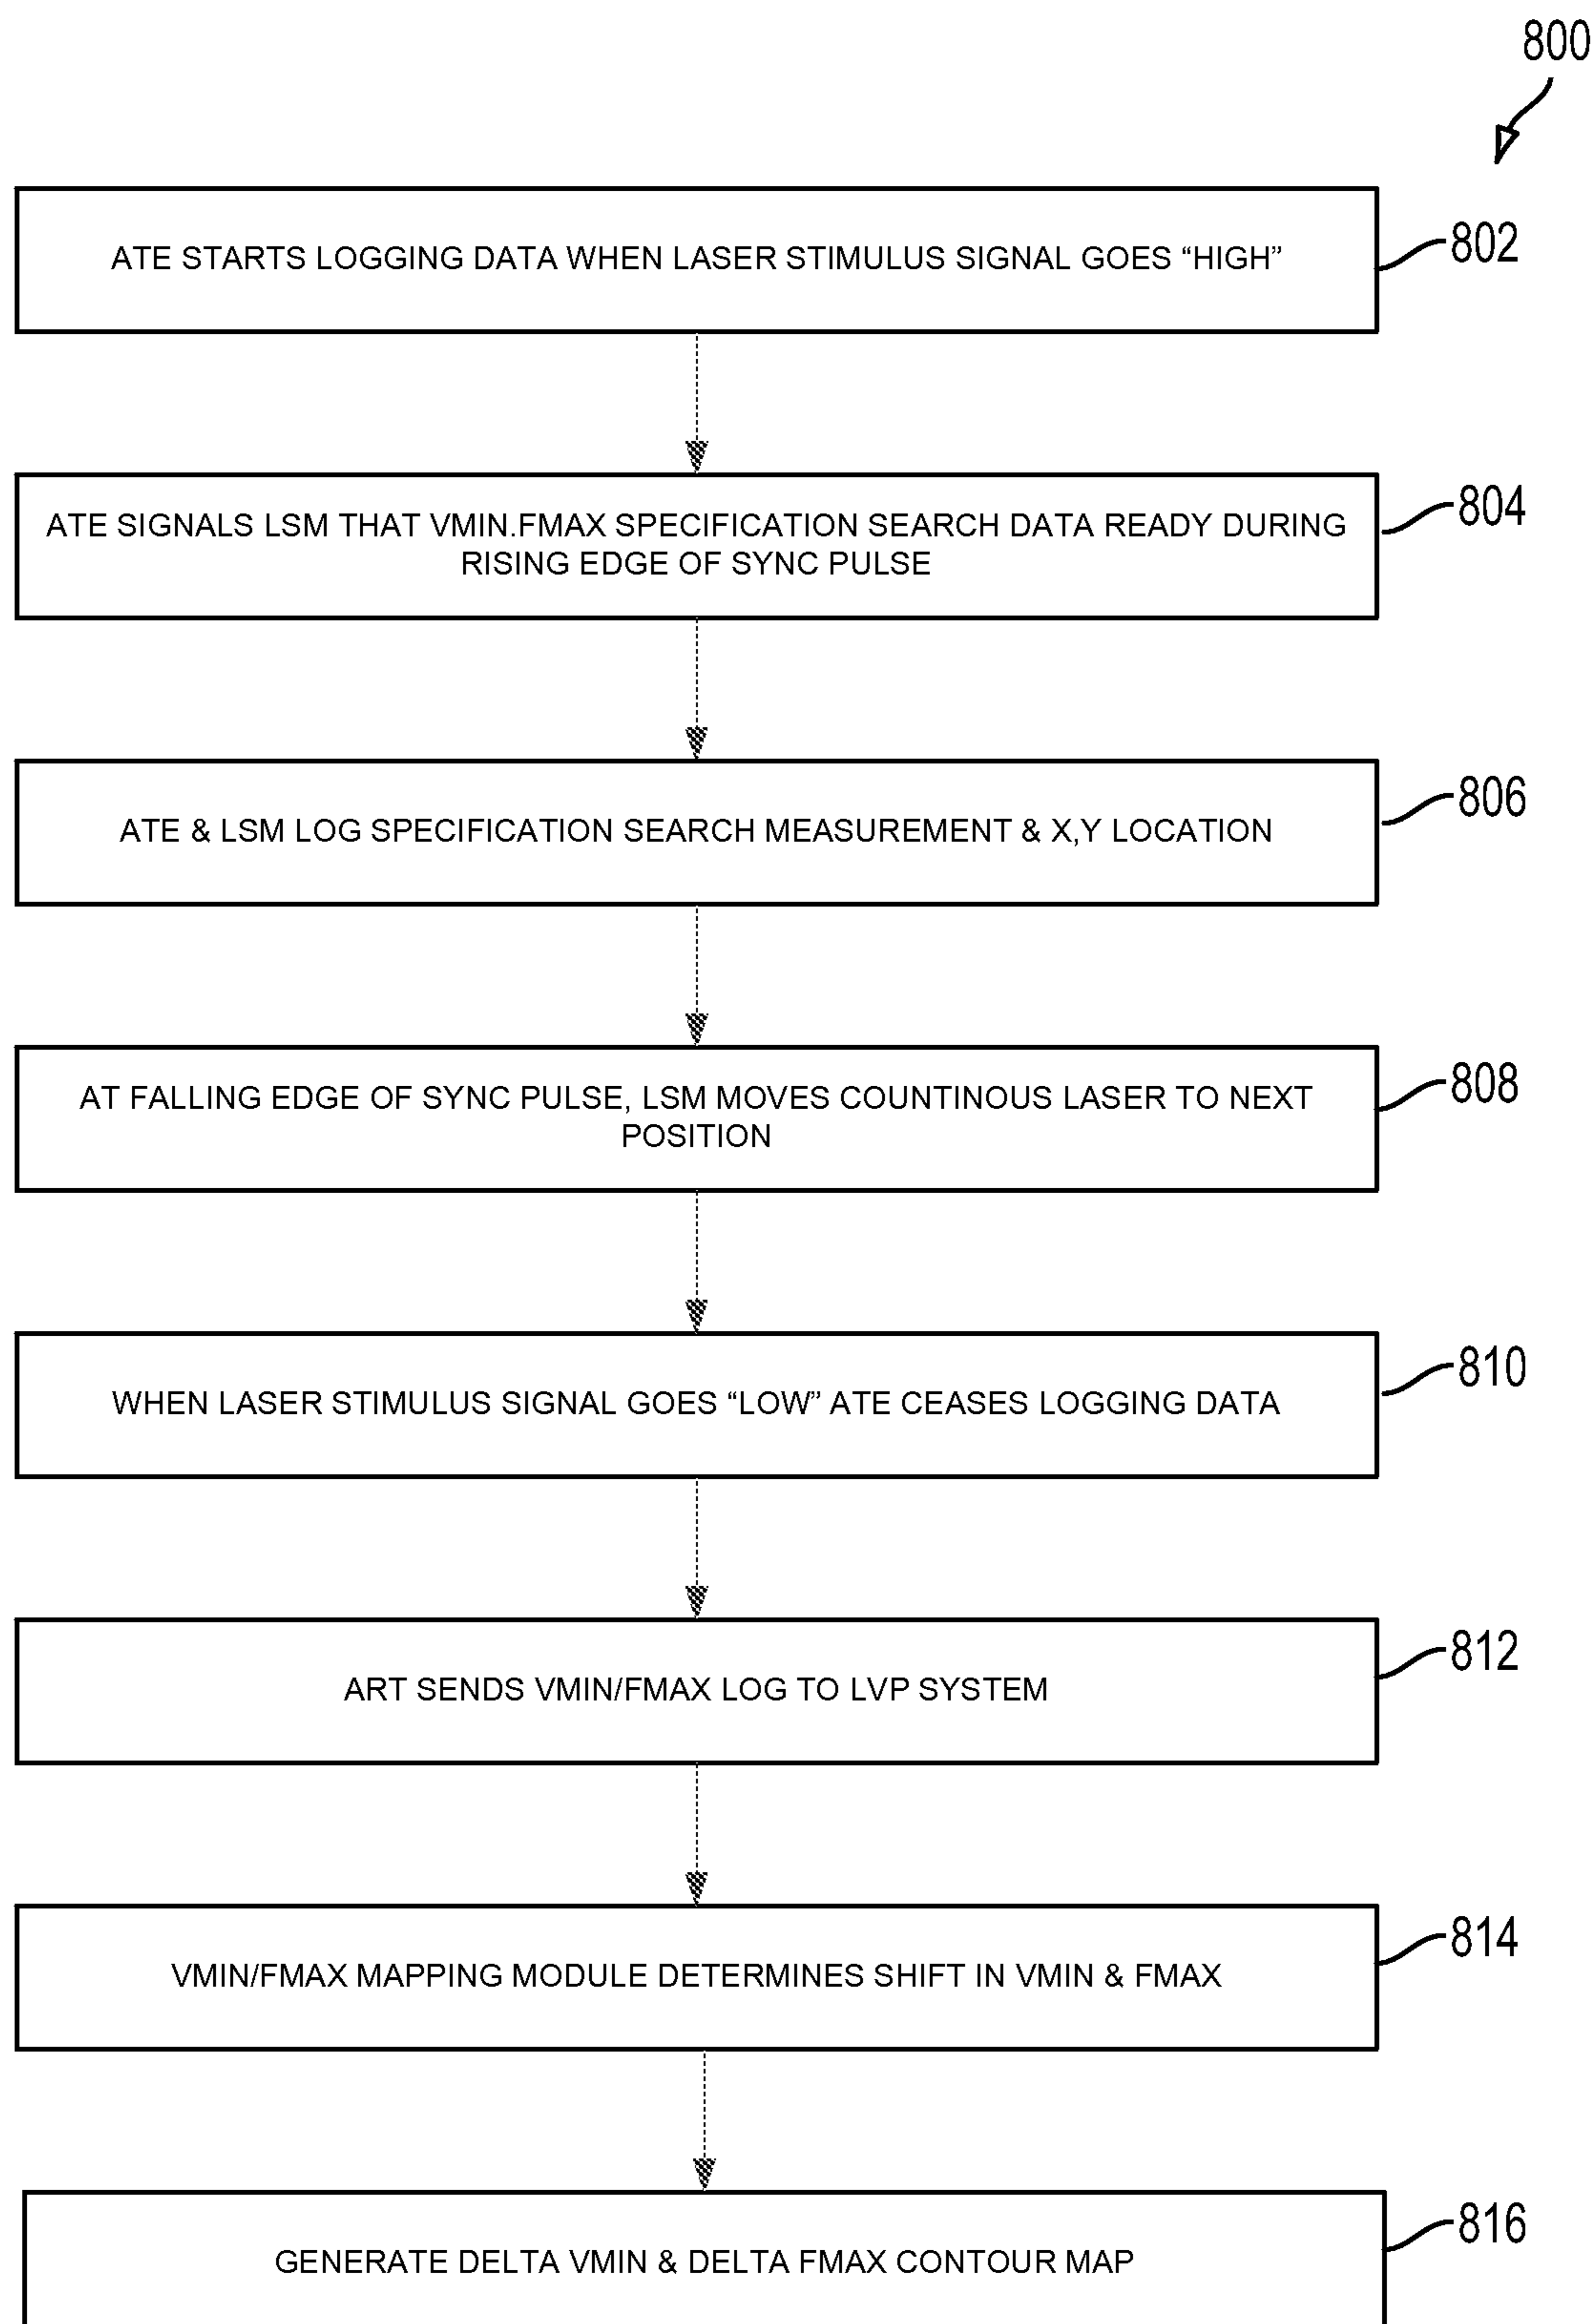 800
ATE STARTS LOGGING DATA WHEN LASER STIMULUS SIGNAL GOES “HIGH”
802
ATE SIGNALS LSM THAT VMIN.FMAX SPECIFICATION SEARCH DATA READY DURING
RISING EDGE OF SYNC PULSE
804
ATE & LSM LOG SPECIFICATION SEARCH MEASUREMENT & X,Y LOCATION
806
AT FALLING EDGE OF SYNC PULSE, LSM MOVES COUNTINOUS LASER TO NEXT
POSITION
808
WHEN LASER STIMULUS SIGNAL GOES “LOW” ATE CEASES LOGGING DATA
810
ART SENDS VMIN/FMAX LOG TO LVP SYSTEM
812
VMIN/FMAX MAPPING MODULE DETERMINES SHIFT IN VMIN & FMAX
814
GENERATE DELTA VMIN & DELTA FMAX CONTOUR MAP
816